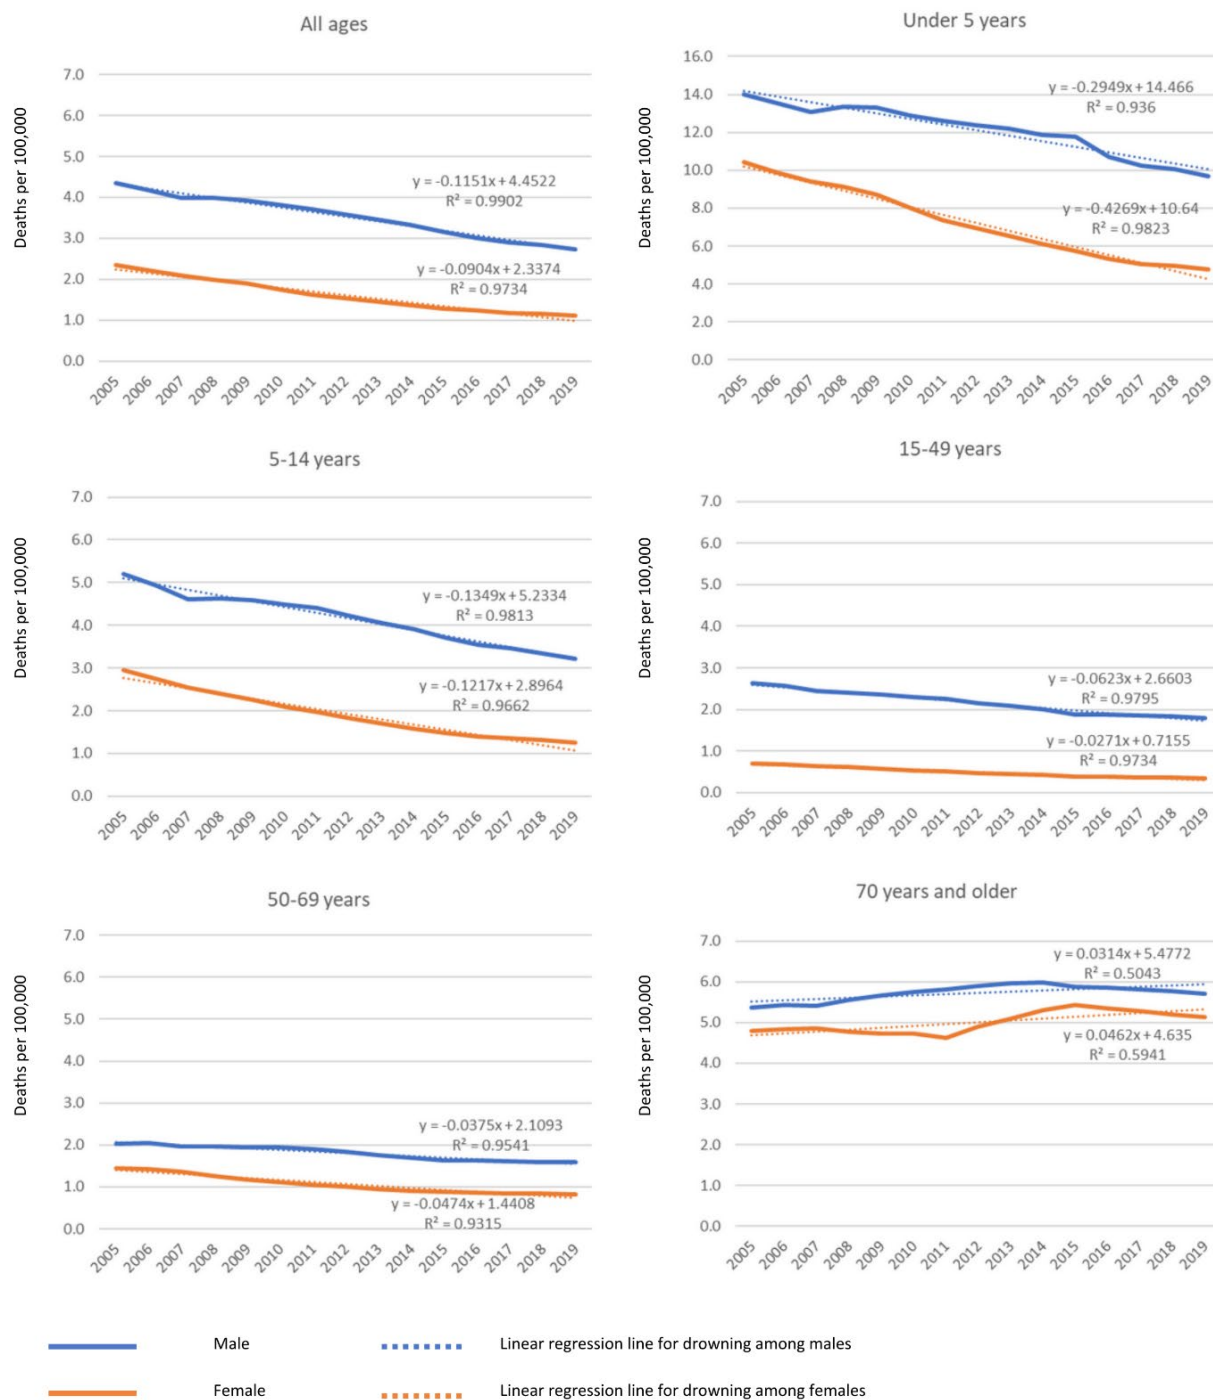 All ages
Deaths per 100,000
7.0
6.0
5.0
4.0
3.0
2.0
1.0
0.0
y = -0.1151x + 4.4522
R² = 0.9902
y = -0.0904x + 2.3374
R² = 0.9734
2005 2006 2007 2008 2009 2010 2011 2012 2013 2014 2015 2016 2017 2018 2019
Under 5 years
Deaths per 100,000
16.0
14.0
12.0
10.0
8.0
6.0
4.0
2.0
0.0
y = -0.2949x + 14.466
R² = 0.936
y = -0.4269x + 10.64
R² = 0.9823
2005 2006 2007 2008 2009 2010 2011 2012 2013 2014 2015 2016 2017 2018 2019
5-14 years
Deaths per 100,000
7.0
6.0
5.0
4.0
3.0
2.0
1.0
0.0
y = -0.1349x + 5.2334
R² = 0.9813
y = -0.1217x + 2.8964
R² = 0.9662
2005 2006 2007 2008 2009 2010 2011 2012 2013 2014 2015 2016 2017 2018 2019
15-49 years
Deaths per 100,000
7.0
6.0
5.0
4.0
3.0
2.0
1.0
0.0
y = -0.0623x + 2.6603
R² = 0.9795
y = -0.0271x + 0.7155
R² = 0.9734
2005 2006 2007 2008 2009 2010 2011 2012 2013 2014 2015 2016 2017 2018 2019
50-69 years
Deaths per 100,000
7.0
6.0
5.0
4.0
3.0
2.0
1.0
0.0
y = -0.0375x + 2.1093
R² = 0.9541
y = -0.0474x + 1.4408
R² = 0.9315
2005 2006 2007 2008 2009 2010 2011 2012 2013 2014 2015 2016 2017 2018 2019
70 years and older
Deaths per 100,000
7.0
6.0
5.0
4.0
3.0
2.0
1.0
0.0
y = 0.0314x + 5.4772
R² = 0.5043
y = 0.0462x + 4.635
R² = 0.5941
2005 2006 2007 2008 2009 2010 2011 2012 2013 2014 2015 2016 2017 2018 2019
Male
Linear regression line for drowning among males
Female
Linear regression line for drowning among females